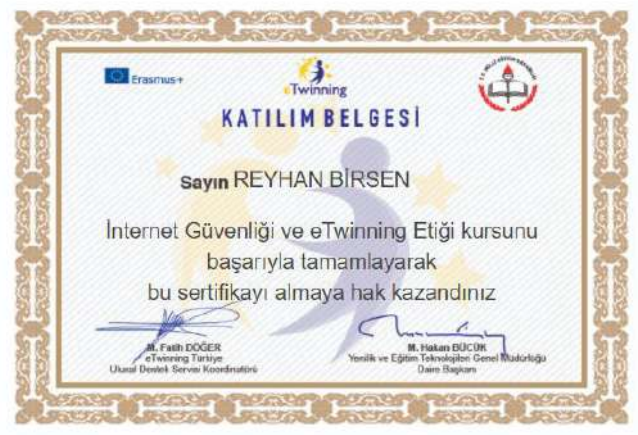 Erasmus+
eTwinning
KATILIM BELGESİ
Sayın REYHAN BİRSEN
İnternet Güvenliği ve eTwinning Etiği kursunu
başarıyla tamamlayarak
bu sertifikayı almaya hak kazandınız
M. Fatih DÖĞER
eTwinning Türkiye
Ulusal Destek Servisi Koordinatörü
M. Hakan BÜCÜK
Yenilik ve Eğitim Teknolojileri Genel Müdürlüğü
Daire Başkanı